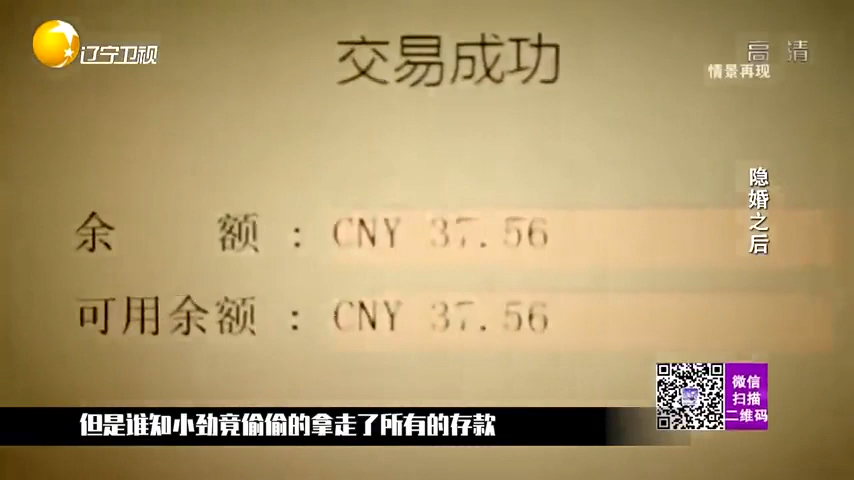 辽宁卫视
高清
情景再现
交易成功
隐婚之后
余 额：CNY 37.56
可用余额：CNY 37.56
微信
扫描
二维码
但是谁知小劲竟偷偷的拿走了所有的存款